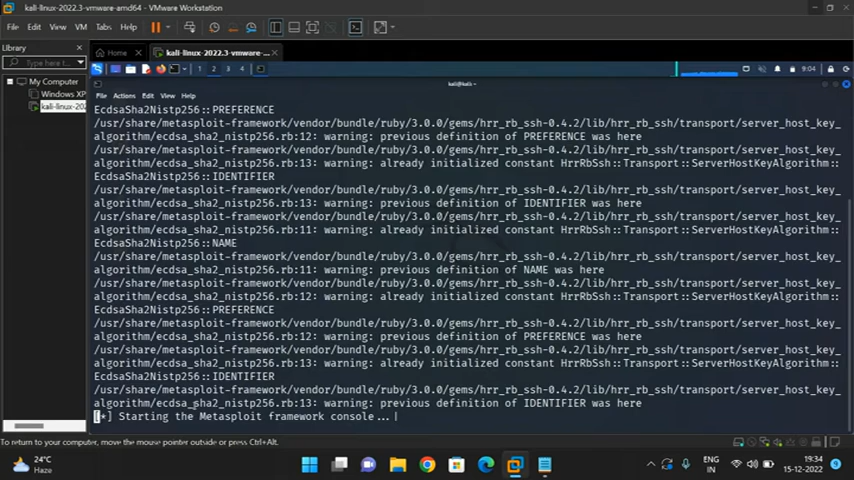 kali-linux-2022.3-vmware-amd64 - VMware Workstation
File Edit View VM Tabs Help
Library
Home
kali-linux-2022.3-vmware-...
Type here to search
My Computer
Windows XP
kali-linux-202
1 2 3 4
9:04
kali@kali: ~
File Actions Edit View Help
EcdsaSha2Nistp256::PREFERENCE
/usr/share/metasploit-framework/vendor/bundle/ruby/3.0.0/gems/hrr_rb_ssh-0.4.2/lib/hrr_rb_ssh/transport/server_host_key_
algorithm/ecdsa_sha2_nistp256.rb:12: warning: previous definition of PREFERENCE was here
/usr/share/metasploit-framework/vendor/bundle/ruby/3.0.0/gems/hrr_rb_ssh-0.4.2/lib/hrr_rb_ssh/transport/server_host_key_
algorithm/ecdsa_sha2_nistp256.rb:13: warning: already initialized constant HrrRbSsh::Transport::ServerHostKeyAlgorithm::
EcdsaSha2Nistp256::IDENTIFIER
/usr/share/metasploit-framework/vendor/bundle/ruby/3.0.0/gems/hrr_rb_ssh-0.4.2/lib/hrr_rb_ssh/transport/server_host_key_
algorithm/ecdsa_sha2_nistp256.rb:13: warning: previous definition of IDENTIFIER was here
/usr/share/metasploit-framework/vendor/bundle/ruby/3.0.0/gems/hrr_rb_ssh-0.4.2/lib/hrr_rb_ssh/transport/server_host_key_
algorithm/ecdsa_sha2_nistp256.rb:11: warning: already initialized constant HrrRbSsh::Transport::ServerHostKeyAlgorithm::
EcdsaSha2Nistp256::NAME
/usr/share/metasploit-framework/vendor/bundle/ruby/3.0.0/gems/hrr_rb_ssh-0.4.2/lib/hrr_rb_ssh/transport/server_host_key_
algorithm/ecdsa_sha2_nistp256.rb:11: warning: previous definition of NAME was here
/usr/share/metasploit-framework/vendor/bundle/ruby/3.0.0/gems/hrr_rb_ssh-0.4.2/lib/hrr_rb_ssh/transport/server_host_key_
algorithm/ecdsa_sha2_nistp256.rb:12: warning: already initialized constant HrrRbSsh::Transport::ServerHostKeyAlgorithm::
EcdsaSha2Nistp256::PREFERENCE
/usr/share/metasploit-framework/vendor/bundle/ruby/3.0.0/gems/hrr_rb_ssh-0.4.2/lib/hrr_rb_ssh/transport/server_host_key_
algorithm/ecdsa_sha2_nistp256.rb:12: warning: previous definition of PREFERENCE was here
/usr/share/metasploit-framework/vendor/bundle/ruby/3.0.0/gems/hrr_rb_ssh-0.4.2/lib/hrr_rb_ssh/transport/server_host_key_
algorithm/ecdsa_sha2_nistp256.rb:13: warning: already initialized constant HrrRbSsh::Transport::ServerHostKeyAlgorithm::
EcdsaSha2Nistp256::IDENTIFIER
/usr/share/metasploit-framework/vendor/bundle/ruby/3.0.0/gems/hrr_rb_ssh-0.4.2/lib/hrr_rb_ssh/transport/server_host_key_
algorithm/ecdsa_sha2_nistp256.rb:13: warning: previous definition of IDENTIFIER was here
[*] Starting the Metasploit framework console...|
To return to your computer, move the mouse pointer outside or press Ctrl+Alt.
24°C
Haze
ENG
IN
19:34
15-12-2022